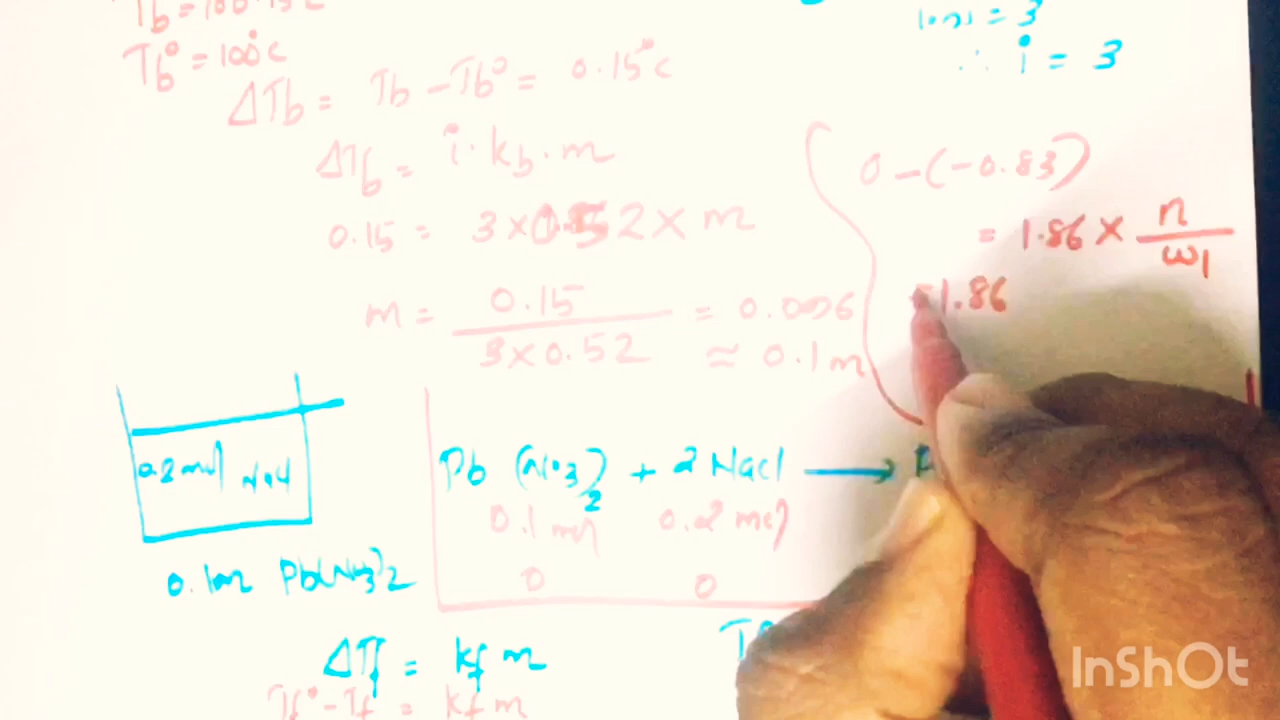 Tb° = 100°c
ΔTb = Tb - Tb° = 0.15°c
ΔTb = i . kb . m
0.15 = 3 × 0.52 × m
m = 0.15 / 3 × 0.52 = 0.096
≈ 0.1 m
ions = 3
∴ i = 3
0 - (-0.83)
= 1.86 × n / w1
1.86
0.2 mol NaCl
0.1m Pb(NO3)2
Pb (NO3)2 + 2 NaCl ⟶
0.1 mol 0.2 mol
0 0
ΔTf = kf m
Tf° - Tf = kf m
InShOt